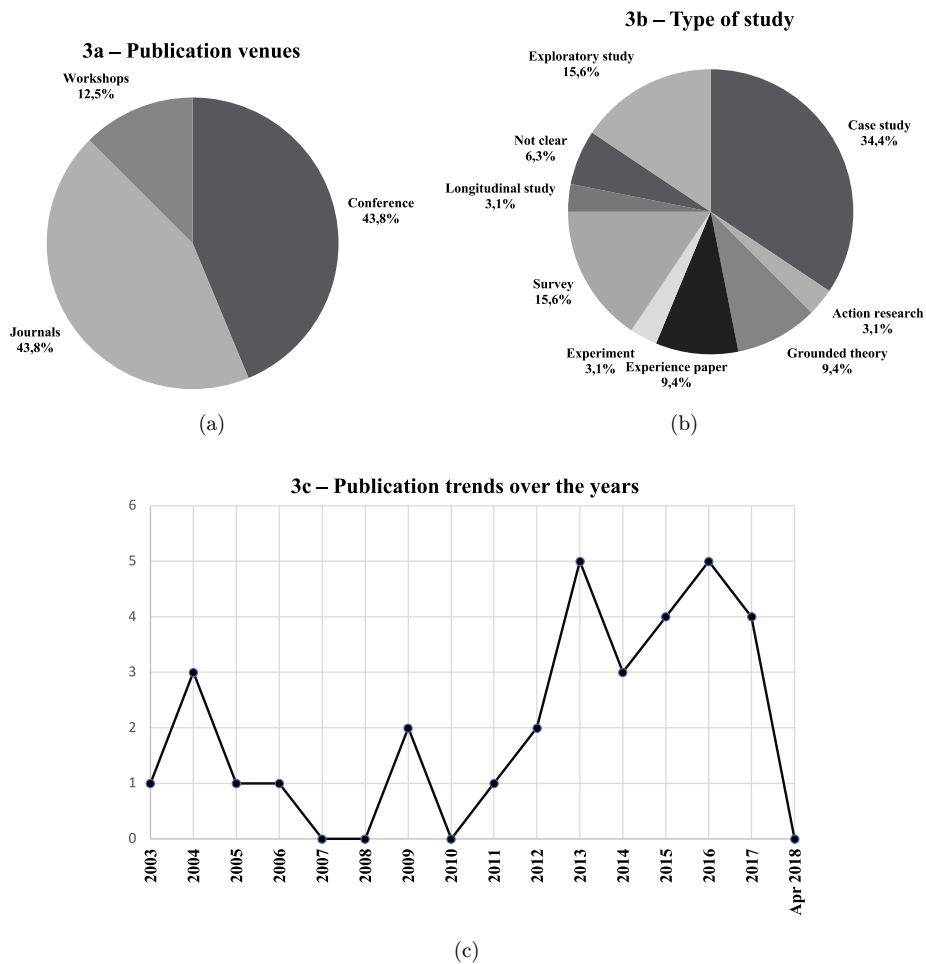 3a – Publication venues
Workshops
12,5%
Conference
43,8%
Journals
43,8%
(a)
3b – Type of study
Exploratory study
15,6%
Case study
34,4%
Not clear
6,3%
Longitudinal study
3,1%
Survey
15,6%
Action research
3,1%
Experiment
3,1%
Experience paper
9,4%
Grounded theory
9,4%
(b)
3c – Publication trends over the years
6
5
4
3
2
1
0
2003
2004
2005
2006
2007
2008
2009
2010
2011
2012
2013
2014
2015
2016
2017
Apr 2018
(c)